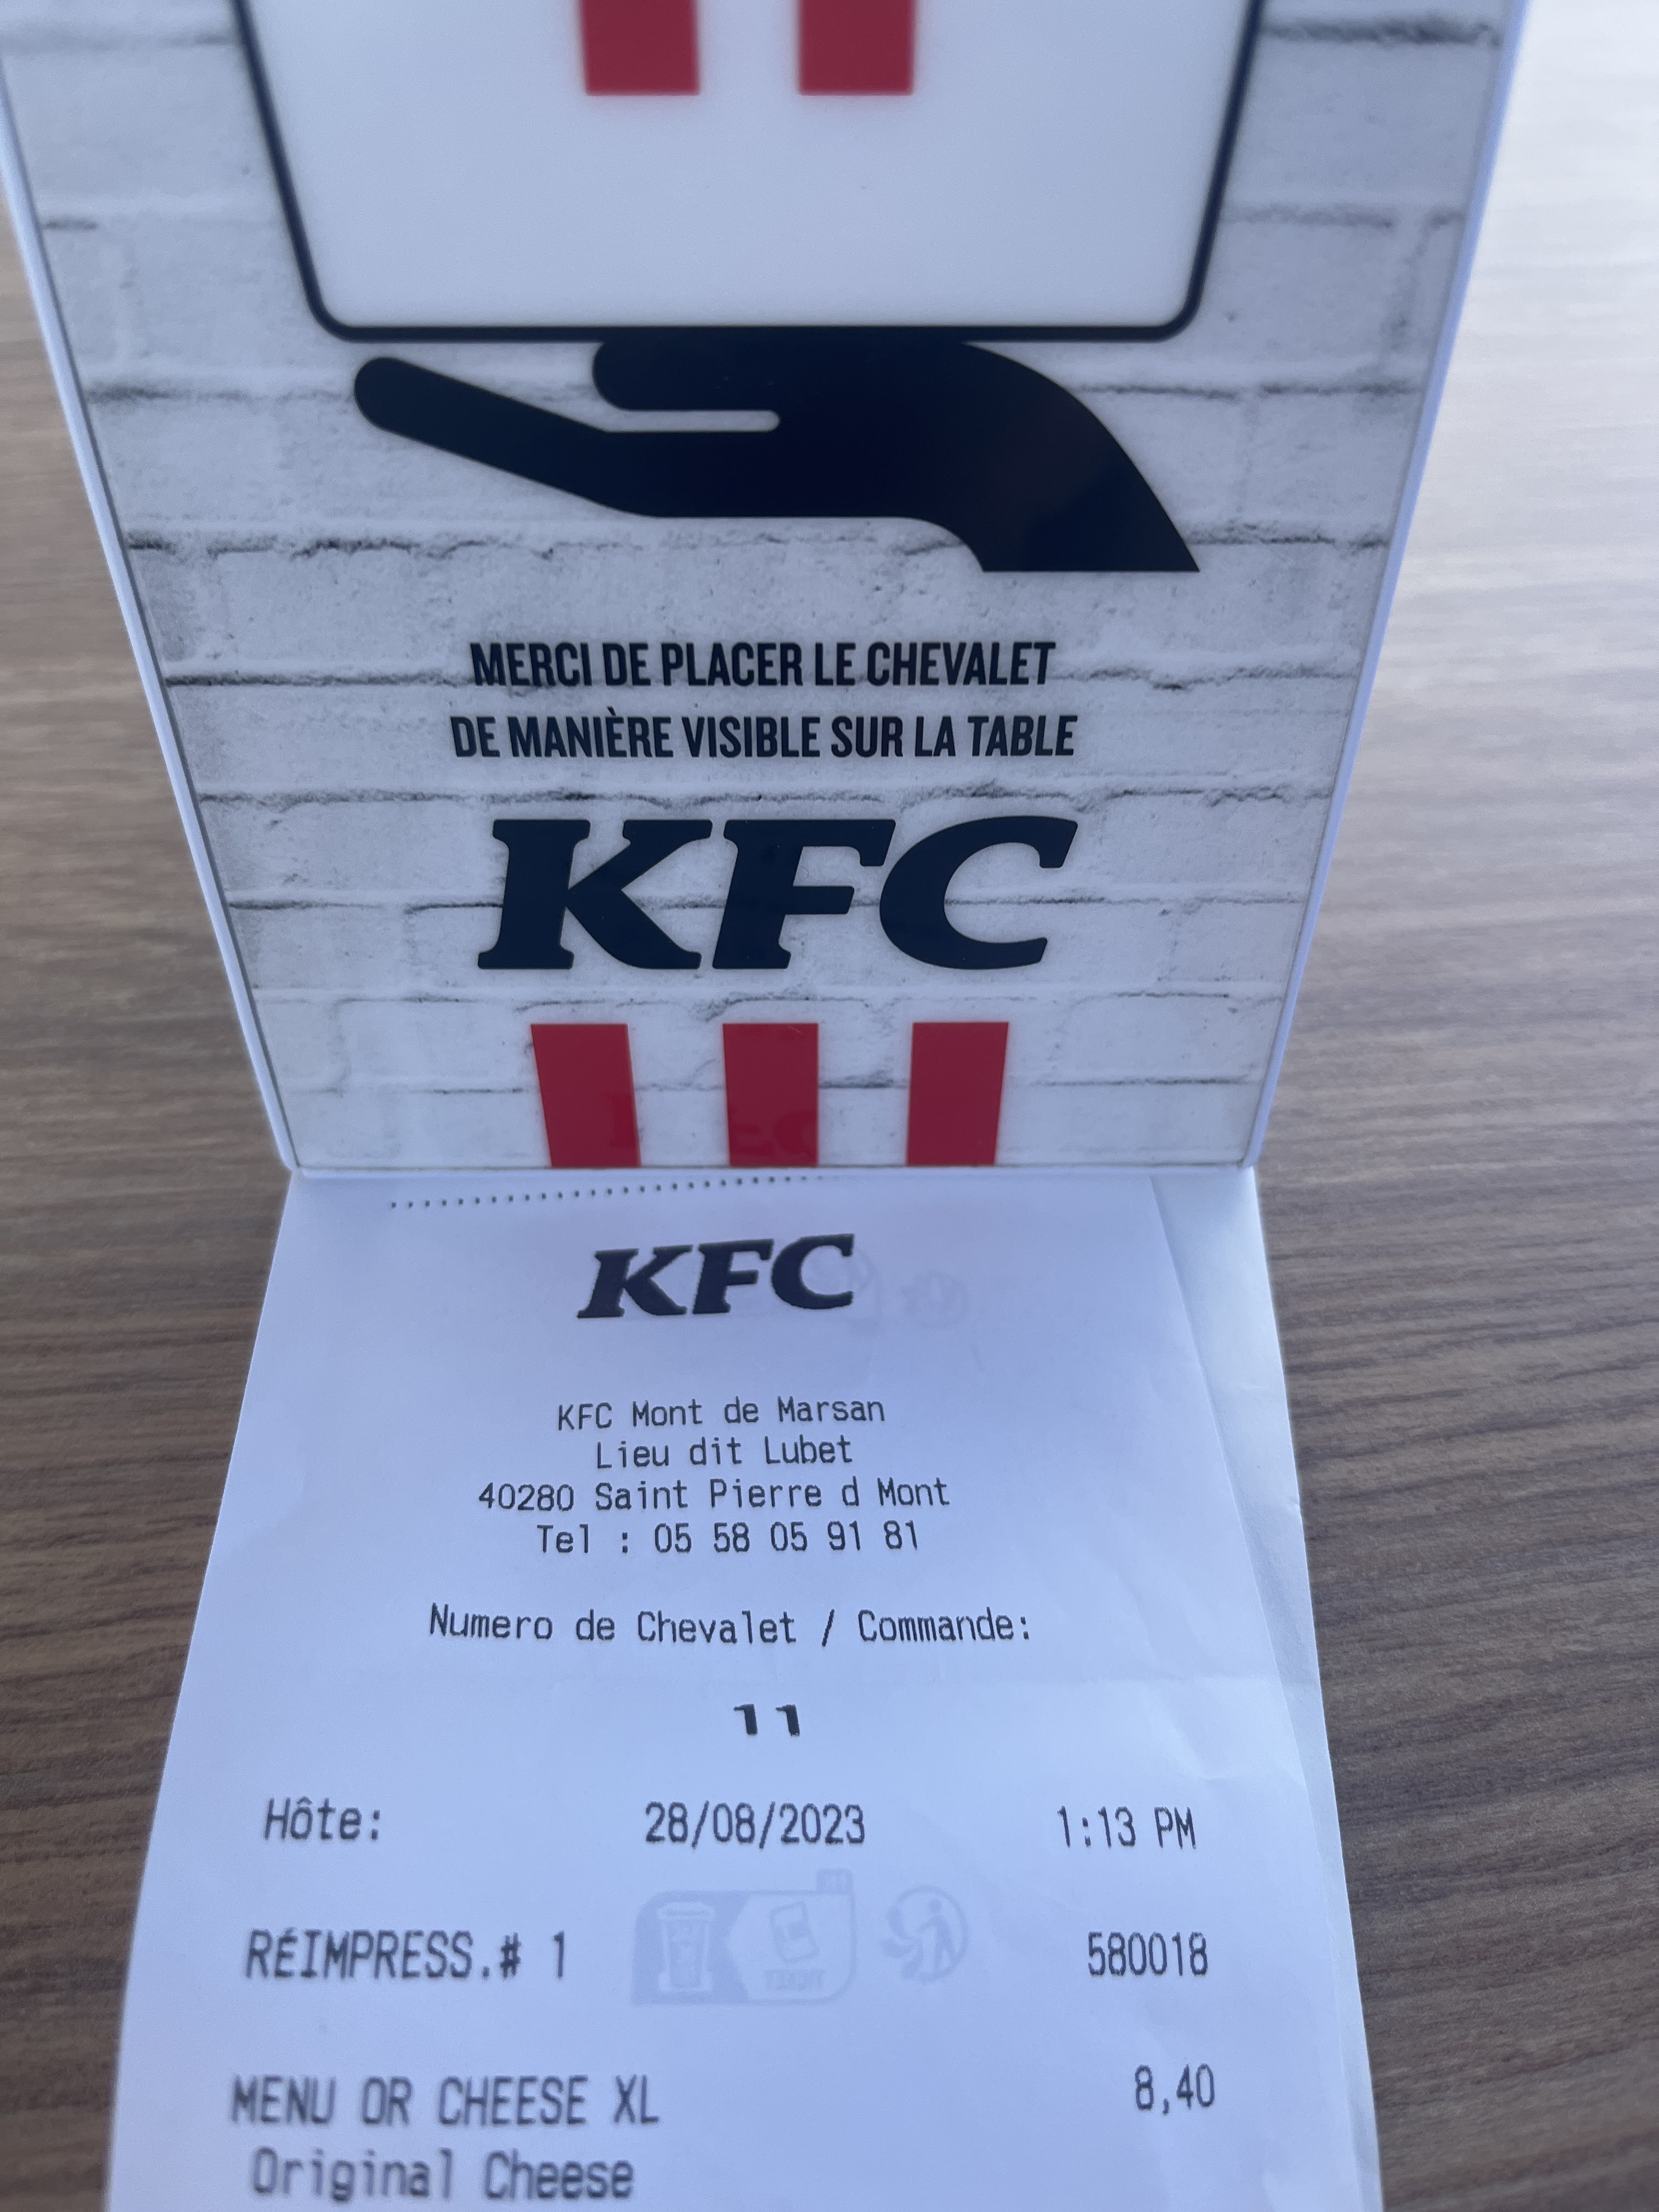 MERCI DE PLACER LE CHEVALET
DE MANIÈRE VISIBLE SUR LA TABLE
KFC
KFC
KFC Mont de Marsan
Lieu dit Lubet
40280 Saint Pierre d Mont
Tel : 05 58 05 91 81
Numero de Chevalet / Commande:
11
Hôte: 28/08/2023 1:13 PM
RÉIMPRESS.# 1 580018
MENU OR CHEESE XL 8,40
Original Cheese